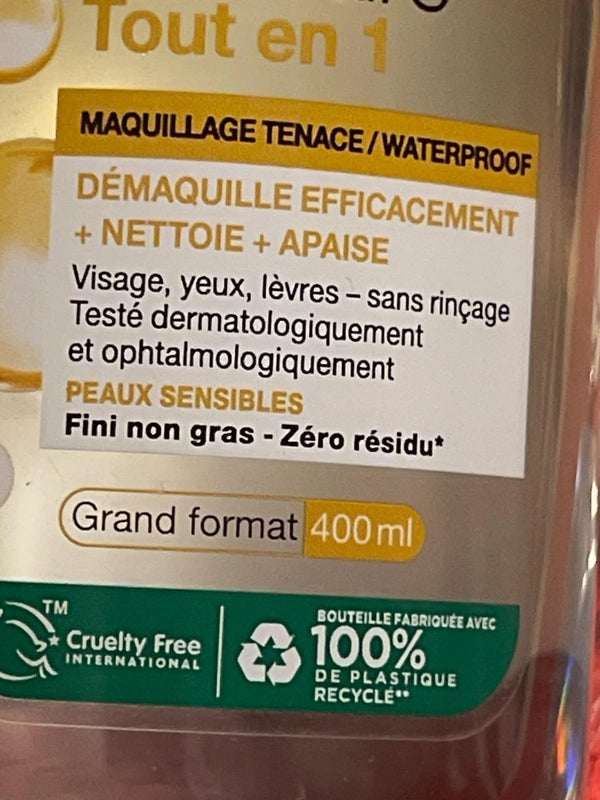 Tout en 1
MAQUILLAGE TENACE / WATERPROOF
DÉMAQUILLE EFFICACEMENT
+ NETTOIE + APAISE
Visage, yeux, lèvres – sans rinçage
Testé dermatologiquement
et ophtalmologiquement
PEAUX SENSIBLES
Fini non gras - Zéro résidu*
Grand format 400ml
TM
Cruelty Free
INTERNATIONAL
BOUTEILLE FABRIQUÉE AVEC
100%
DE PLASTIQUE
RECYCLÉ**